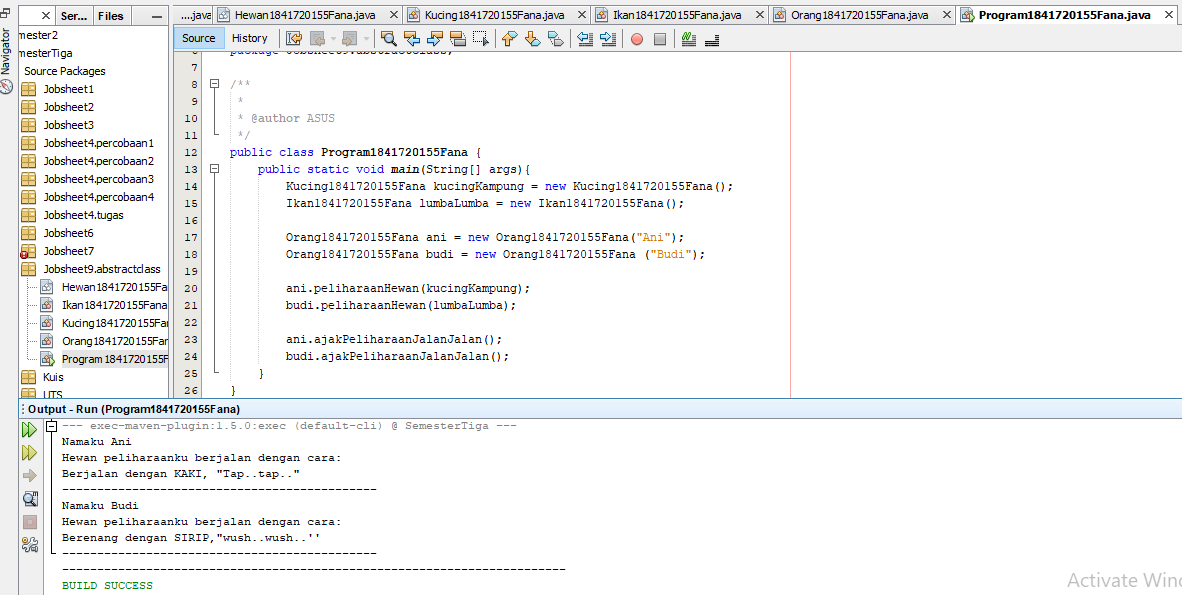 Ser...
Files
....java
Hewan1841720155Fana.java
Kucing1841720155Fana.java
Ikan1841720155Fana.java
Orang1841720155Fana.java
Program1841720155Fana.java
Navigator
Source
History
mester2
mesterTiga
Source Packages
Jobsheet1
Jobsheet2
Jobsheet3
Jobsheet4.percobaan1
Jobsheet4.percobaan2
Jobsheet4.percobaan3
Jobsheet4.percobaan4
Jobsheet4.tugas
Jobsheet6
Jobsheet7
Jobsheet9.abstractclass
Hewan1841720155Fa
Ikan1841720155Fana
Kucing1841720155Fa
Orang1841720155Far
Program1841720155F
Kuis
UTS
6 package Jobsheet9.abstractclass;
7
8 /**
9 *
10 * @author ASUS
11 */
12 public class Program1841720155Fana {
13 public static void main(String[] args){
14 Kucing1841720155Fana kucingKampung = new Kucing1841720155Fana();
15 Ikan1841720155Fana lumbaLumba = new Ikan1841720155Fana();
16
17 Orang1841720155Fana ani = new Orang1841720155Fana("Ani");
18 Orang1841720155Fana budi = new Orang1841720155Fana ("Budi");
19
20 ani.peliharaanHewan(kucingKampung);
21 budi.peliharaanHewan(lumbaLumba);
22
23 ani.ajakPeliharaanJalanJalan();
24 budi.ajakPeliharaanJalanJalan();
25 }
26 }
Output - Run (Program1841720155Fana)
--- exec-maven-plugin:1.5.0:exec (default-cli) @ SemesterTiga ---
Namaku Ani
Hewan peliharaanku berjalan dengan cara:
Berjalan dengan KAKI, "Tap..tap.."
---------------------------------------------
Namaku Budi
Hewan peliharaanku berjalan dengan cara:
Berenang dengan SIRIP,"wush..wush..''
---------------------------------------------
------------------------------------------------------------------------
BUILD SUCCESS
Activate Win